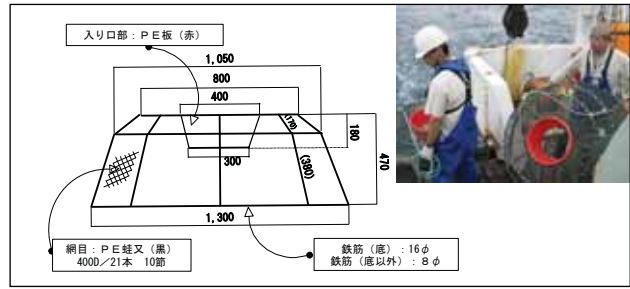 入り口部：ＰＥ板（赤）
1,050
800
400
(170)
180
300
(380)
470
1,300
網目：ＰＥ蛙又（黒）
400D／21本　10節
鉄筋（底）：16φ
鉄筋（底以外）：8φ